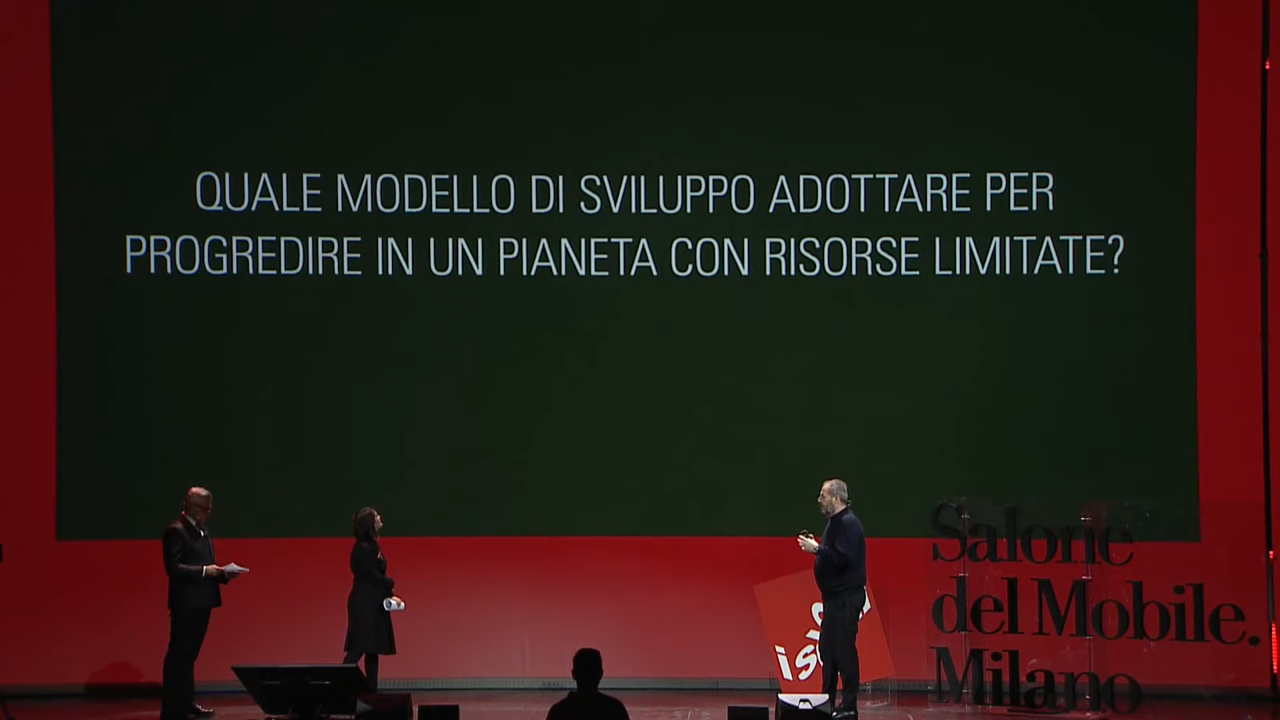 QUALE MODELLO DI SVILUPPO ADOTTARE PER
PROGREDIRE IN UN PIANETA CON RISORSE LIMITATE?
Salone
del Mobile.
Milano